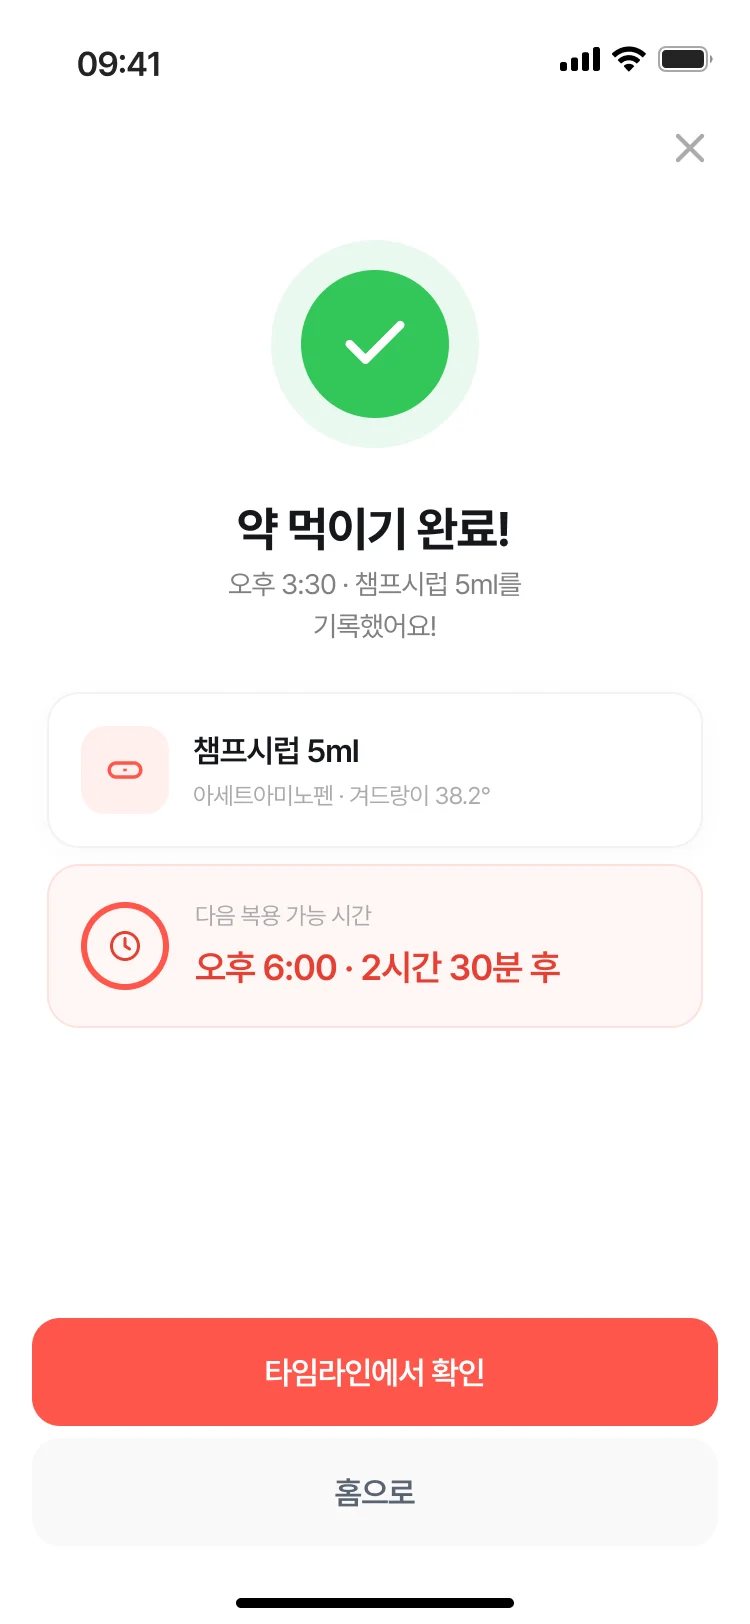 09:41
약 먹이기 완료!
오후 3:30 · 챔프시럽 5ml를
기록했어요!
챔프시럽 5ml
아세트아미노펜 · 겨드랑이 38.2°
다음 복용 가능 시간
오후 6:00 · 2시간 30분 후
타임라인에서 확인
홈으로